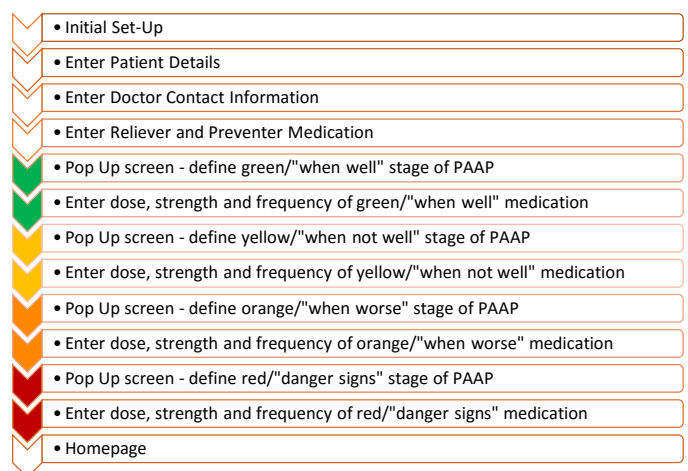 • Initial Set-Up
• Enter Patient Details
• Enter Doctor Contact Information
• Enter Reliever and Preventer Medication
• Pop Up screen - define green/"when well" stage of PAAP
• Enter dose, strength and frequency of green/"when well" medication
• Pop Up screen - define yellow/"when not well" stage of PAAP
• Enter dose, strength and frequency of yellow/"when not well" medication
• Pop Up screen - define orange/"when worse" stage of PAAP
• Enter dose, strength and frequency of orange/"when worse" medication
• Pop Up screen - define red/"danger signs" stage of PAAP
• Enter dose, strength and frequency of red/"danger signs" medication
• Homepage